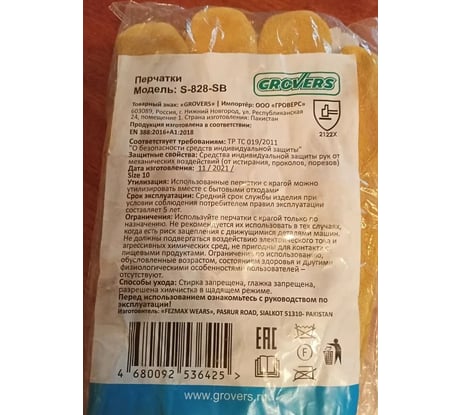 Перчатки
Модель: S-828-SB
GROVERS
Товарный знак: «GROVERS» | Импортёр: ООО «ГРОВЕРС»
603089, Россия, г. Нижний Новгород, ул. Республиканская
24, помещение 1. Страна изготовления: Пакистан
Продукция изготовлена в соответствии:
EN 388:2016+A1:2018
2122X
Соответствует требованиям: ТР ТС 019/2011
"О безопасности средств индивидуальной защиты"
Защитные свойства: Средства индивидуальной защиты рук от
механических воздействий (от истирания, проколов, порезов)
Дата изготовления: 11 / 2021 /
Size 10
Утилизация: Использованные перчатки с крагой можно
утилизировать вместе с бытовыми отходами
Срок эксплуатации: Средний срок службы изделия при
условии соблюдения потребителем правил эксплуатации
составляет 5 лет.
Ограничения: Используйте перчатки с крагой только по
назначению. Не рекомендуется их использовать в тех случаях,
когда есть риск зацепления с движущимися деталями машин.
Не должны подвергаться воздействию электрического тока и
агрессивных химических сред, не пригодны для контакта с
пищевыми продуктами. Ограничения по использованию,
обусловленные возрастом, состоянием здоровья и другими
физиологическими особенностями пользователей –
отсутствуют.
Способы ухода: Стирка запрещена, глажка запрещена,
разрешена химчистка в щадящем режиме.
Перед использованием ознакомьтесь с руководством по
эксплуатации.
Изготовитель: «FEZMAX WEARS», PASRUR ROAD, SIALKOT 51310- PAKISTAN
EAC
F
4 680092 536425 >
www.grovers.ru